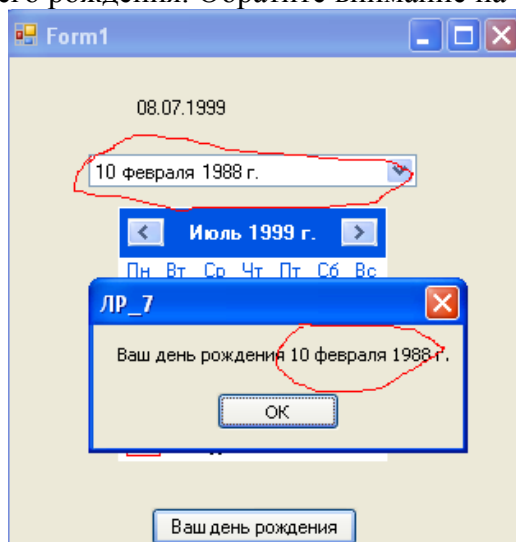 его рождения. Обратите внимание на
Form1
08.07.1999
10 февраля 1988 г.
Июль 1999 г.
Пн Вт Ср Чт Пт Сб Вс
ЛР_7
Ваш день рождения 10 февраля 1988 г.
ОК
Ваш день рождения